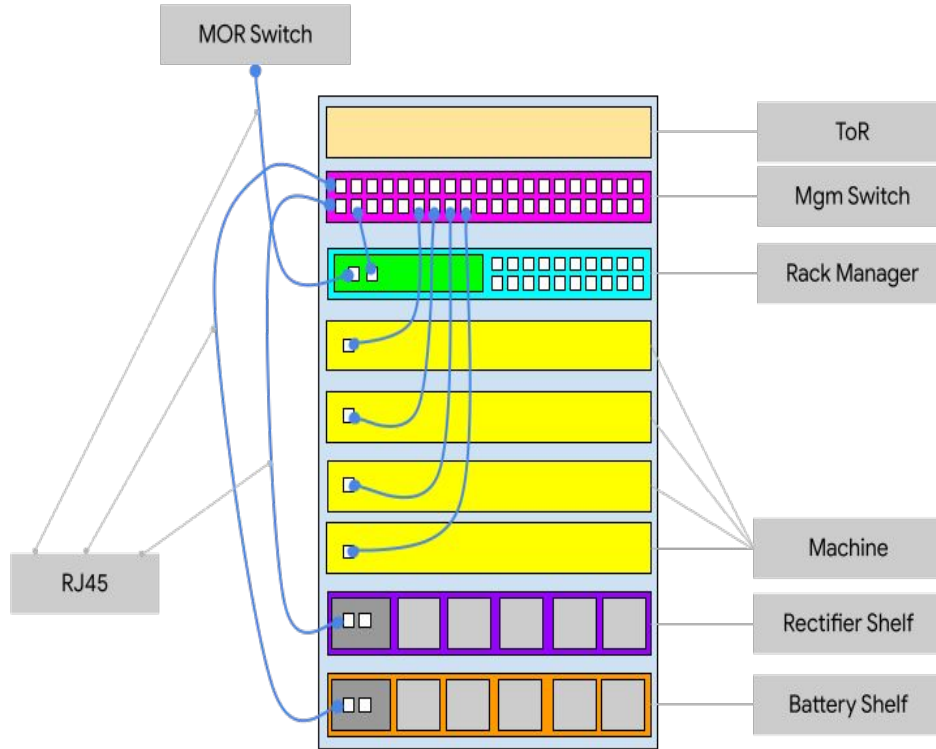 MOR Switch
ToR
Mgm Switch
Rack Manager
Machine
RJ45
Rectifier Shelf
Battery Shelf